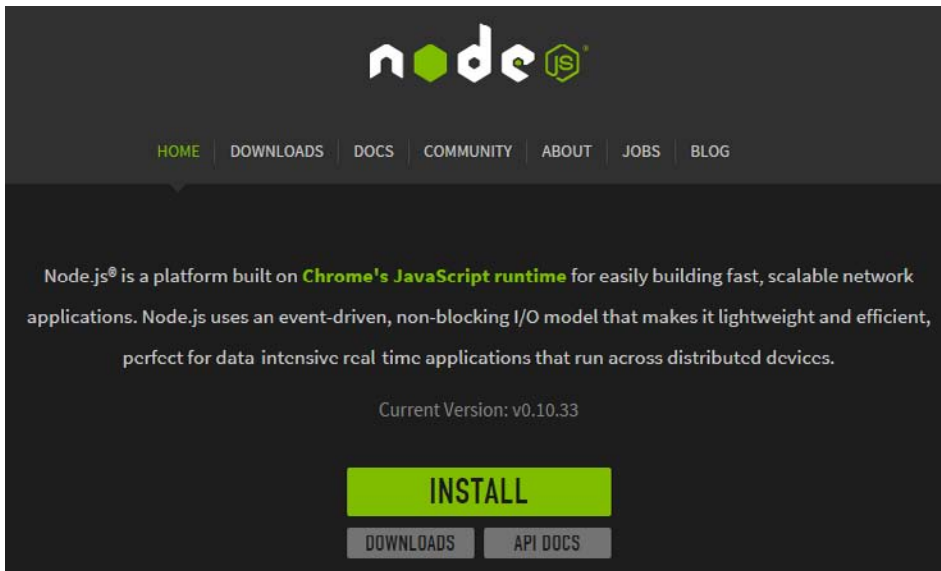 node JS®
HOME DOWNLOADS DOCS COMMUNITY ABOUT JOBS BLOG
Node.js® is a platform built on Chrome's JavaScript runtime for easily building fast, scalable network
applications. Node.js uses an event-driven, non-blocking I/O model that makes it lightweight and efficient,
perfect for data-intensive real-time applications that run across distributed devices.
Current Version: v0.10.33
INSTALL
DOWNLOADS API DOCS